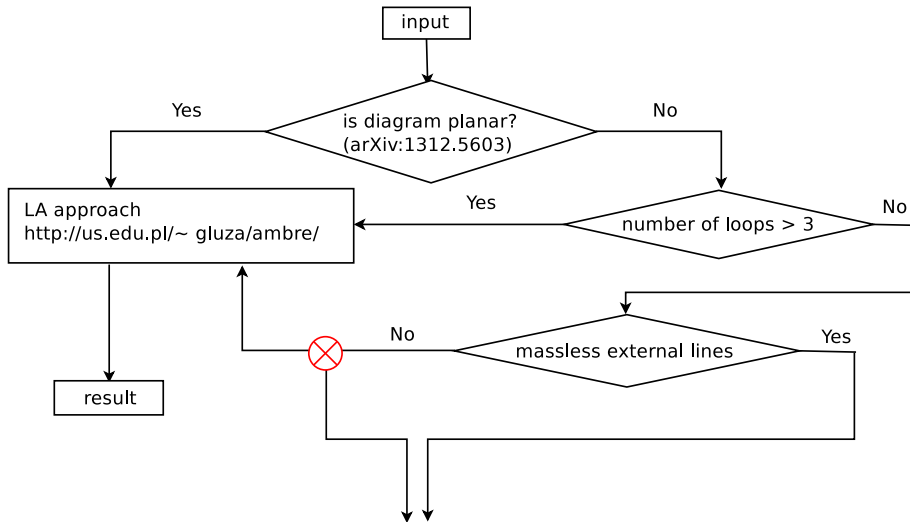 input
Yes
No
is diagram planar?
(arXiv:1312.5603)
LA approach
http://us.edu.pl/~ gluza/ambre/
Yes
number of loops > 3
No
No
massless external lines
Yes
result